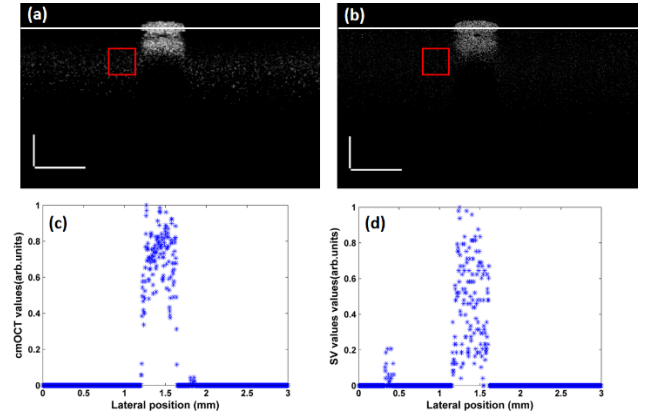 (a)
(b)
(c)
cmOCT values(arb.units)
1
0.8
0.6
0.4
0.2
0
0 0.5 1 1.5 2 2.5 3
Lateral position (mm)
(d)
SV values values(arb.units)
1
0.8
0.6
0.4
0.2
0
0 0.5 1 1.5 2 2.5 3
Lateral position (mm)